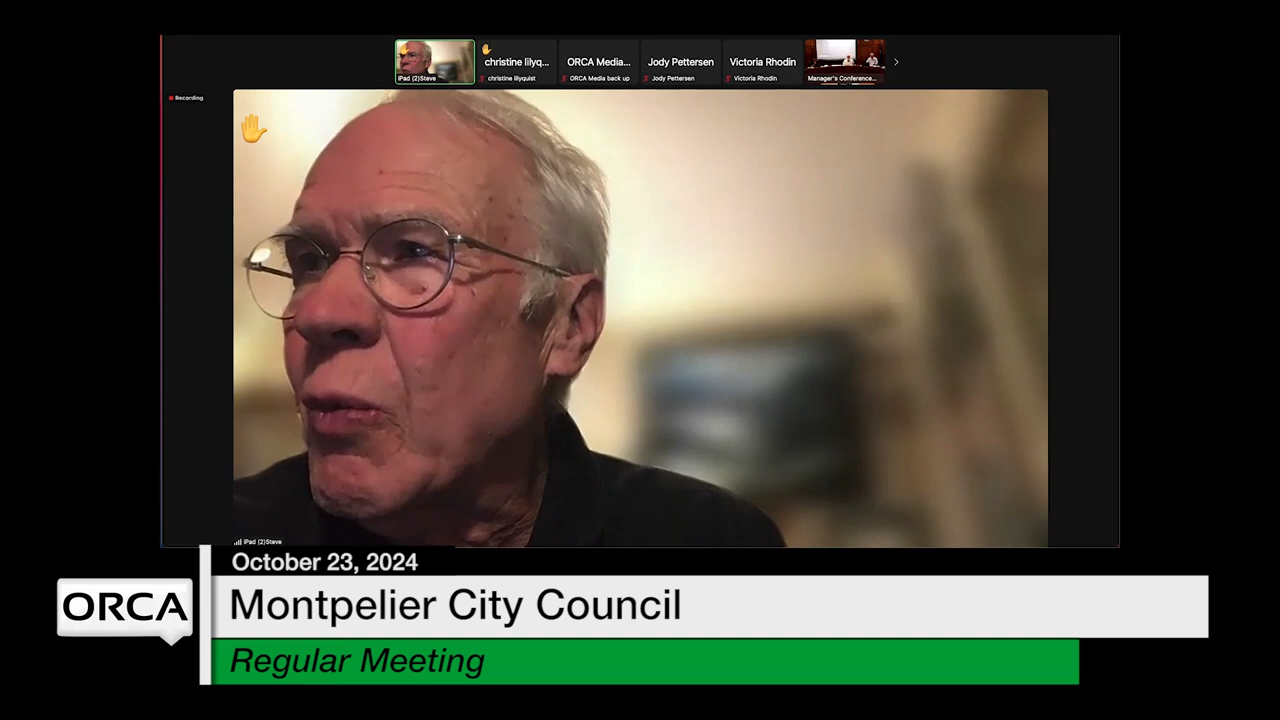 christine lilyq...
ORCA Media...
Jody Pettersen
Victoria Rhodin
iPad (2)Steve
christine lilyquist
ORCA Media back up
Jody Pettersen
Victoria Rhodin
Manager's Conference...
Recording
iPad (2)Steve
October 23, 2024
ORCA
Montpelier City Council
Regular Meeting